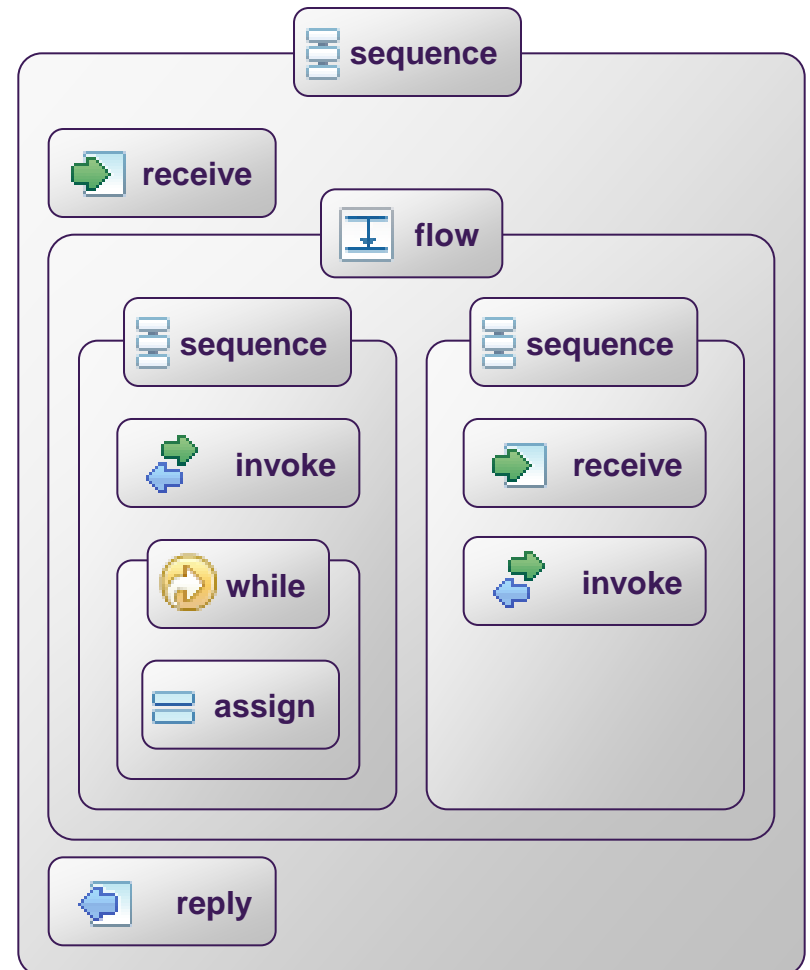 sequence
receive
flow
sequence
invoke
while
assign
sequence
receive
invoke
reply